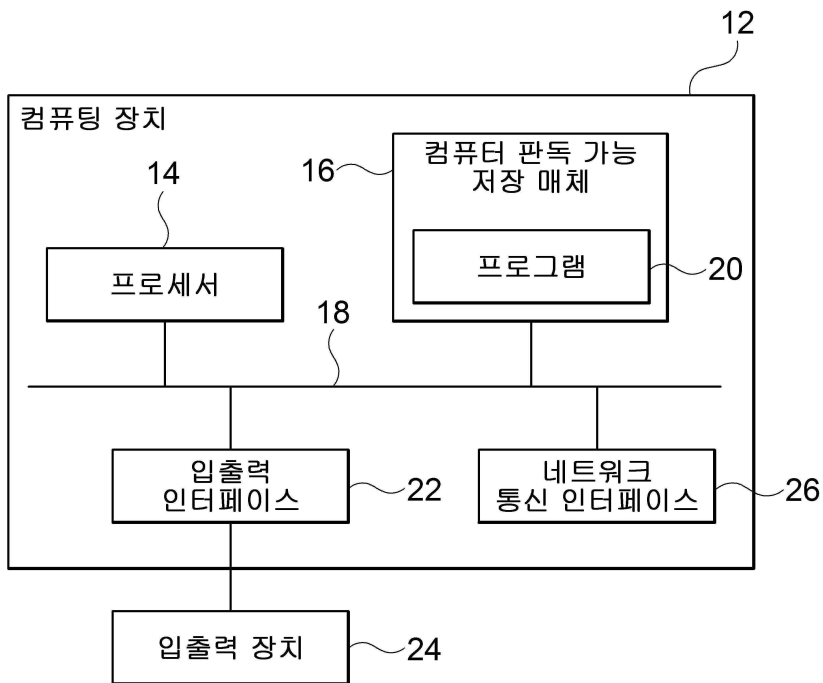 12
컴퓨팅 장치
14
프로세서
16
컴퓨터 판독 가능
저장 매체
프로그램
20
18
입출력
인터페이스
22
네트워크
통신 인터페이스
26
입출력 장치
24